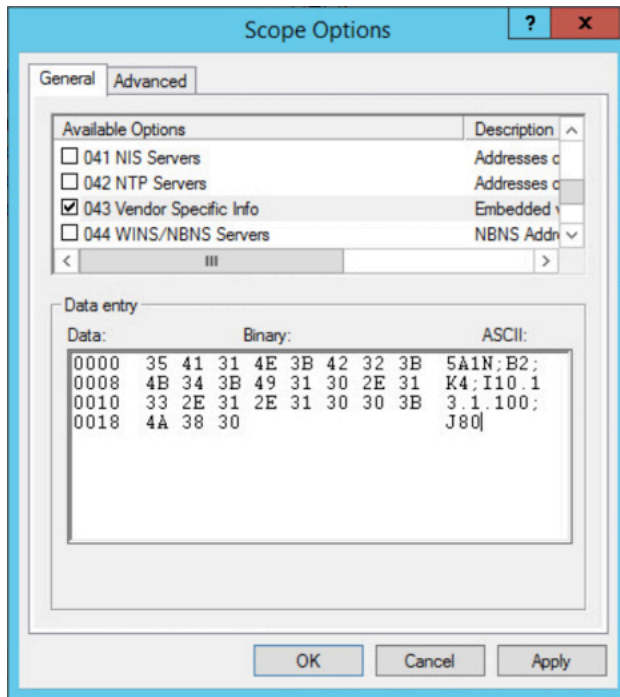 Scope Options
?
x
General Advanced
Available Options Description
041 NIS Servers Addresses o
042 NTP Servers Addresses o
043 Vendor Specific Info Embedded
044 WINS/NBNS Servers NBNS Addr
Data entry
Data: Binary: ASCII:
0000 35 41 31 4E 3B 42 32 3B 5A1N;B2;
0008 4B 34 3B 49 31 30 2E 31 K4;I10.1
0010 33 2E 31 2E 31 30 30 3B 3.1.100;
0018 4A 38 30 J80
OK Cancel Apply